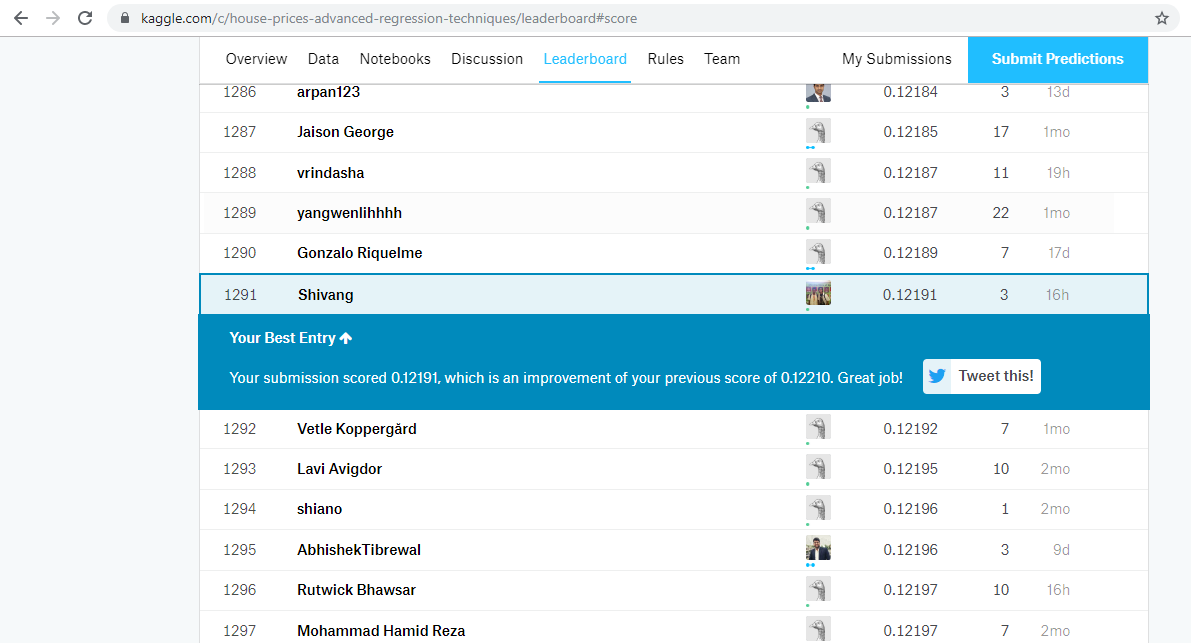 kaggle.com/c/house-prices-advanced-regression-techniques/leaderboard#score
Overview Data Notebooks Discussion Leaderboard Rules Team My Submissions Submit Predictions
1286 arpan123 0.12184 3 13d
1287 Jaison George 0.12185 17 1mo
1288 vrindasha 0.12187 11 19h
1289 yangwenlihhhh 0.12187 22 1mo
1290 Gonzalo Riquelme 0.12189 7 17d
1291 Shivang 0.12191 3 16h
Your Best Entry
Your submission scored 0.12191, which is an improvement of your previous score of 0.12210. Great job! Tweet this!
1292 Vetle Koppergård 0.12192 7 1mo
1293 Lavi Avigdor 0.12195 10 2mo
1294 shiano 0.12196 1 2mo
1295 AbhishekTibrewal 0.12196 3 9d
1296 Rutwick Bhawsar 0.12197 10 16h
1297 Mohammad Hamid Reza 0.12197 7 2mo